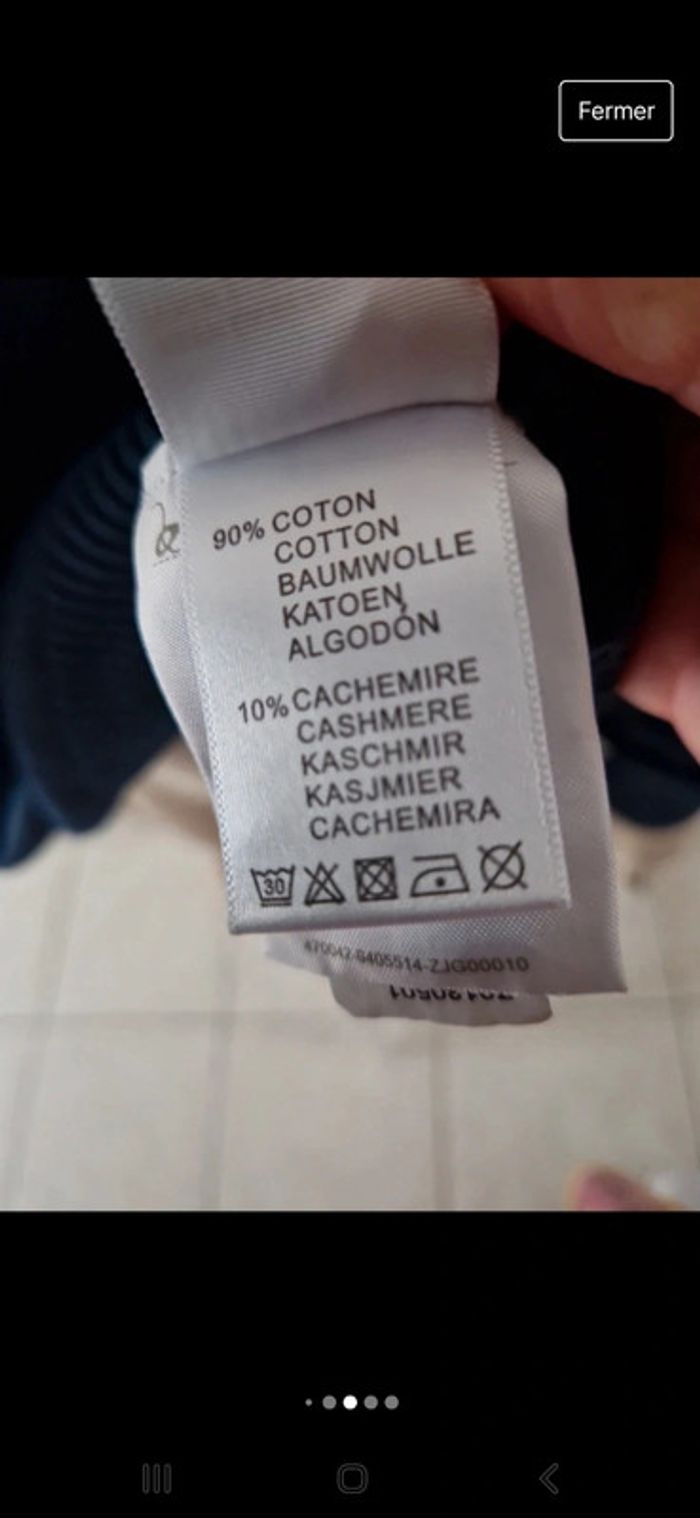 Fermer
90% COTON
COTTON
BAUMWOLLE
KATOEN
ALGODÓN
10% CACHEMIRE
CASHMERE
KASCHMIR
KASJMIER
CACHEMIRA
30